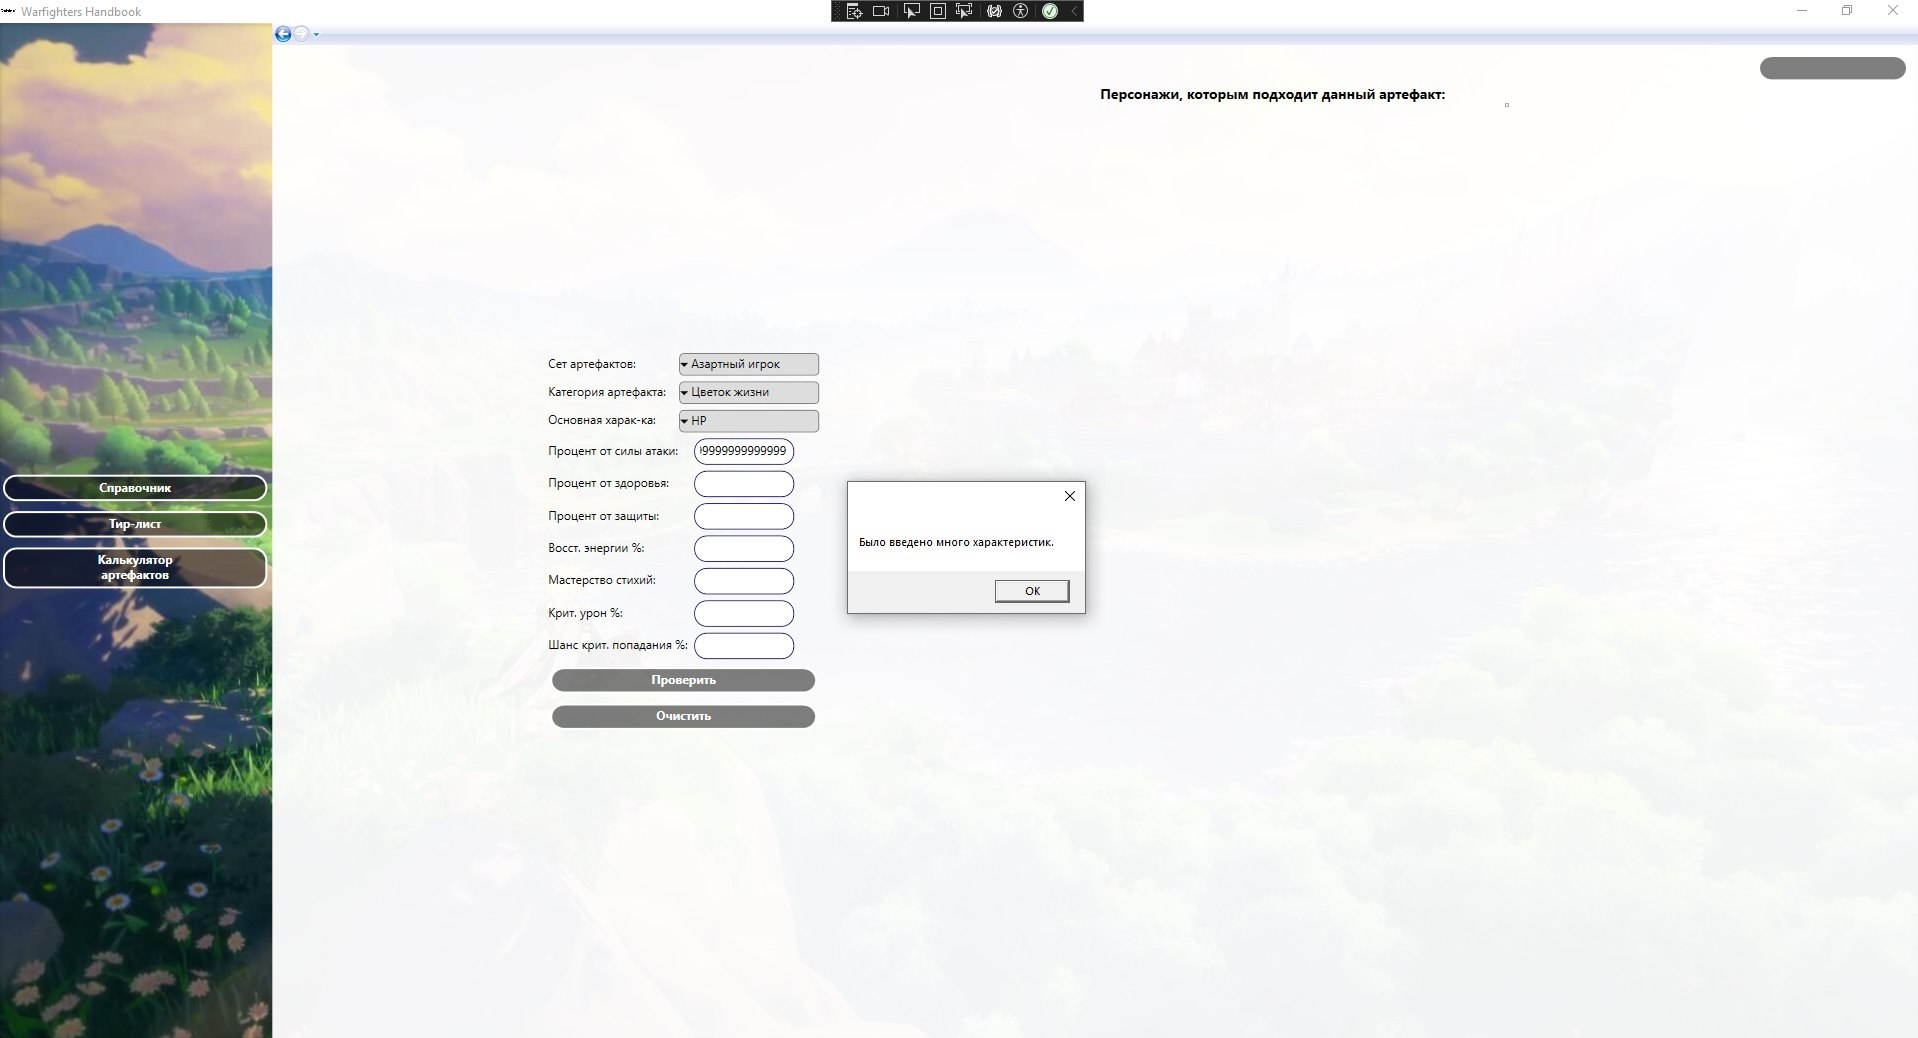 Warfighters Handbook
Персонажи, которым подходит данный артефакт:
Справочник
Тир-лист
Калькулятор
артефактов
Сет артефактов: Азартный игрок
Категория артефакта: Цветок жизни
Основная харак-ка: HP
Процент от силы атаки: 99999999999999
Процент от здоровья:
Процент от защиты:
Восст. энергии %:
Мастерство стихий:
Крит. урон %:
Шанс крит. попадания %:
Проверить
Очистить
Было введено много характеристик.
OK